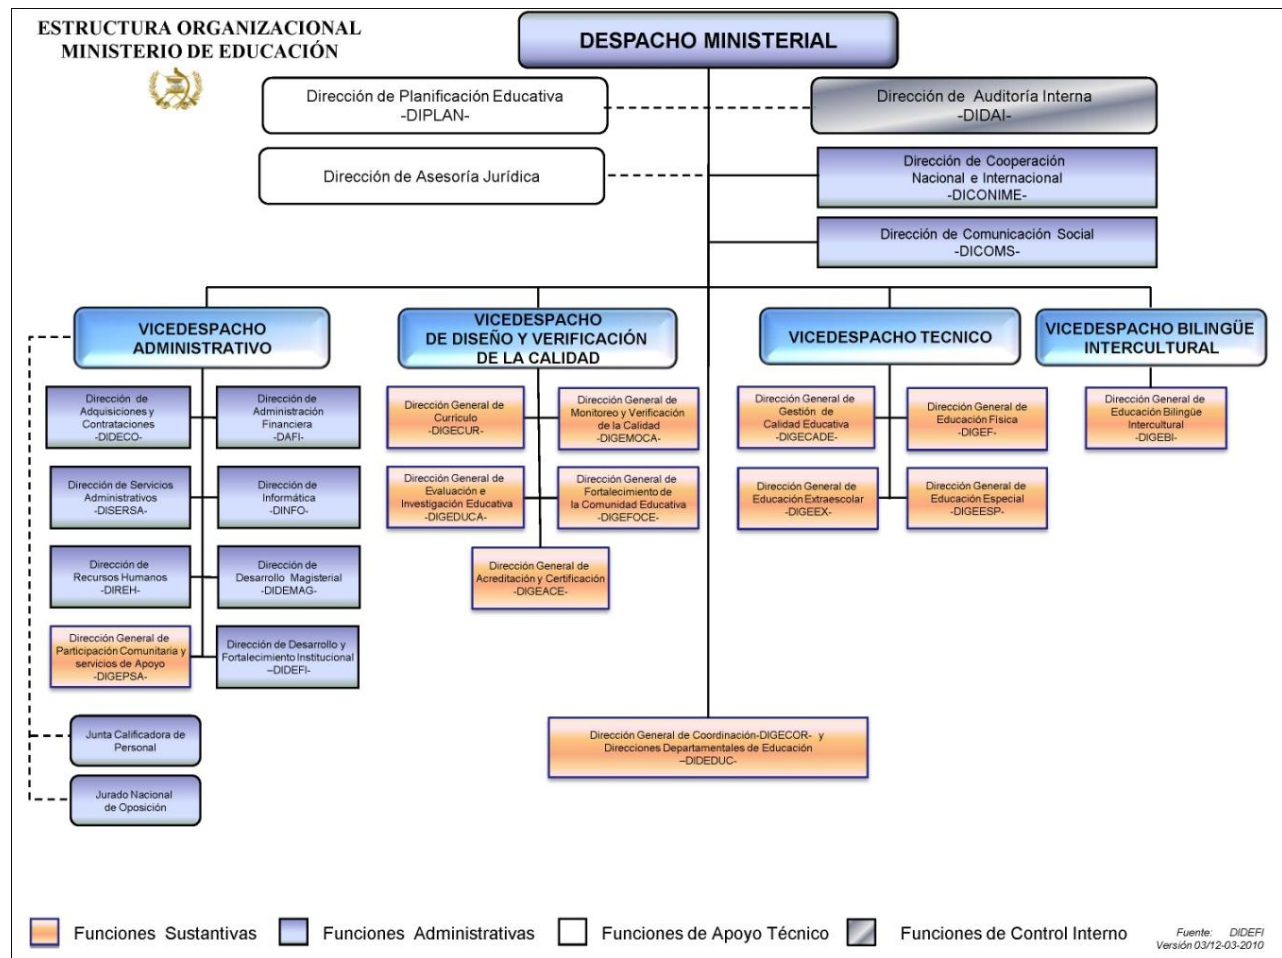 ESTRUCTURA ORGANIZACIONAL
MINISTERIO DE EDUCACIÓN
DESPACHO MINISTERIAL
Dirección de Planificación Educativa
-DIPLAN-
Dirección de Auditoría Interna
-DIDAI-
Dirección de Asesoría Jurídica
Dirección de Cooperación
Nacional e Internacional
-DICONIME-
Dirección de Comunicación Social
-DICOMS-
VICEDESPACHO
ADMINISTRATIVO
VICEDESPACHO
DE DISEÑO Y VERIFICACIÓN
DE LA CALIDAD
VICEDESPACHO TECNICO
VICEDESPACHO BILINGÜE
INTERCULTURAL
Dirección de
Adquisiciones y
Contrataciones
-DIDECO-
Dirección de
Administración
Financiera
-DAFI-
Dirección General de
Currículo
-DIGECUR-
Dirección General de
Monitoreo y Verificación
de la Calidad
-DIGEMOCA-
Dirección General de
Gestión de
Calidad Educativa
-DIGECADE-
Dirección General de
Educación Física
-DIGEF-
Dirección General de
Educación Bilingüe
Intercultural
-DIGEBI-
Dirección de Servicios
Administrativos
-DISERSA-
Dirección de
Informática
-DINFO-
Dirección General de
Evaluación e
Investigación Educativa
-DIGEDUCA-
Dirección General de
Fortalecimiento de
la Comunidad Educativa
-DIGEFOCE-
Dirección General de
Educación Extraescolar
-DIGEEX-
Dirección General de
Educación Especial
-DIGEESP-
Dirección de
Recursos Humanos
-DIREH-
Dirección de
Desarrollo Magisterial
-DIDEMAG-
Dirección General de
Acreditación y Certificación
-DIGEACE-
Dirección General de
Participación Comunitaria y
servicios de Apoyo
-DIGEPSA-
Dirección de Desarrollo y
Fortalecimiento Institucional
–DIDEFI-
Junta Calificadora de
Personal
Dirección General de Coordinación-DIGECOR- y
Direcciones Departamentales de Educación
–DIDEDUC-
Jurado Nacional
de Oposición
Funciones Sustantivas
Funciones Administrativas
Funciones de Apoyo Técnico
Funciones de Control Interno
Fuente: DIDEFI
Versión 03/12-03-2010